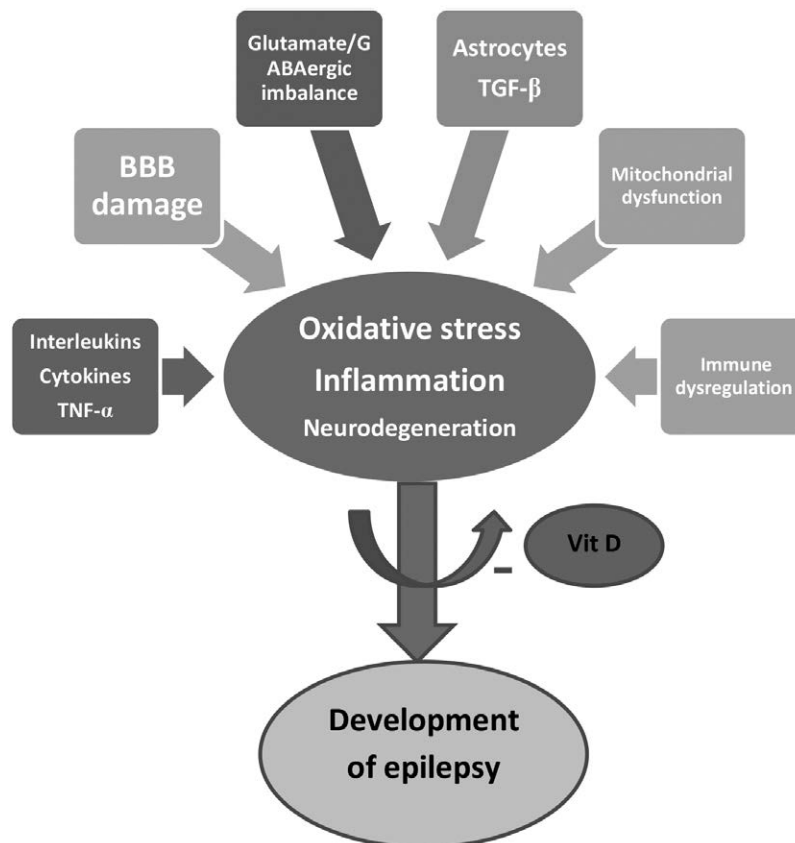 Glutamate/G
ABAergic
imbalance
Astrocytes
TGF-β
BBB
damage
Mitochondrial
dysfunction
Interleukins
Cytokines
TNF-α
Oxidative stress
Inflammation
Neurodegeneration
Immune
dysregulation
Vit D
–
Development
of epilepsy